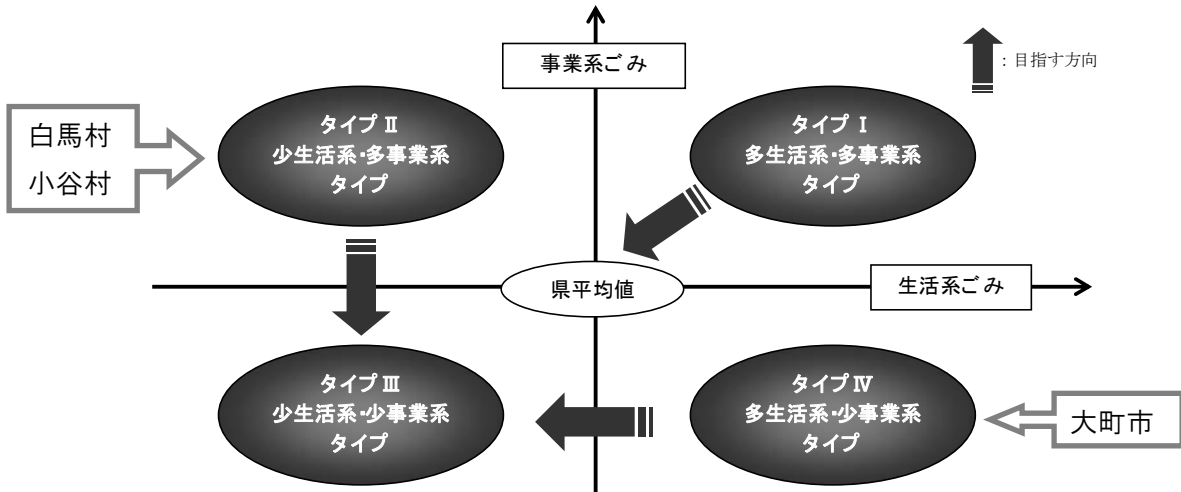 事業系ごみ
：目指す方向
白馬村
小谷村
タイプⅡ
少生活系・多事業系
タイプ
タイプⅠ
多生活系・多事業系
タイプ
県平均値
生活系ごみ
タイプⅢ
少生活系・少事業系
タイプ
タイプⅣ
多生活系・少事業系
タイプ
大町市